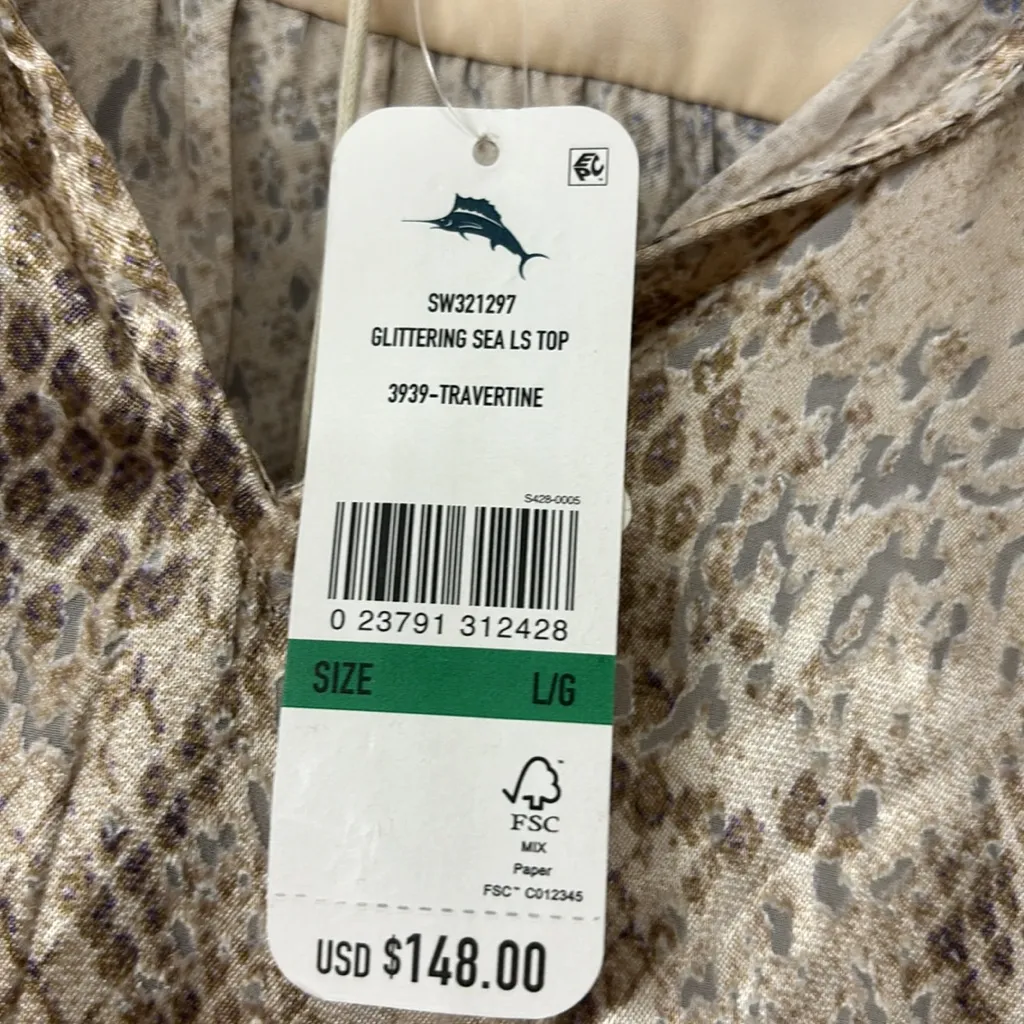 EPC
SW321297
GLITTERING SEA LS TOP
3939-TRAVERTINE
S428-0005
0 23791 312428
SIZE L/G
FSC
MIX
Paper
FSC™ C012345
USD $148.00